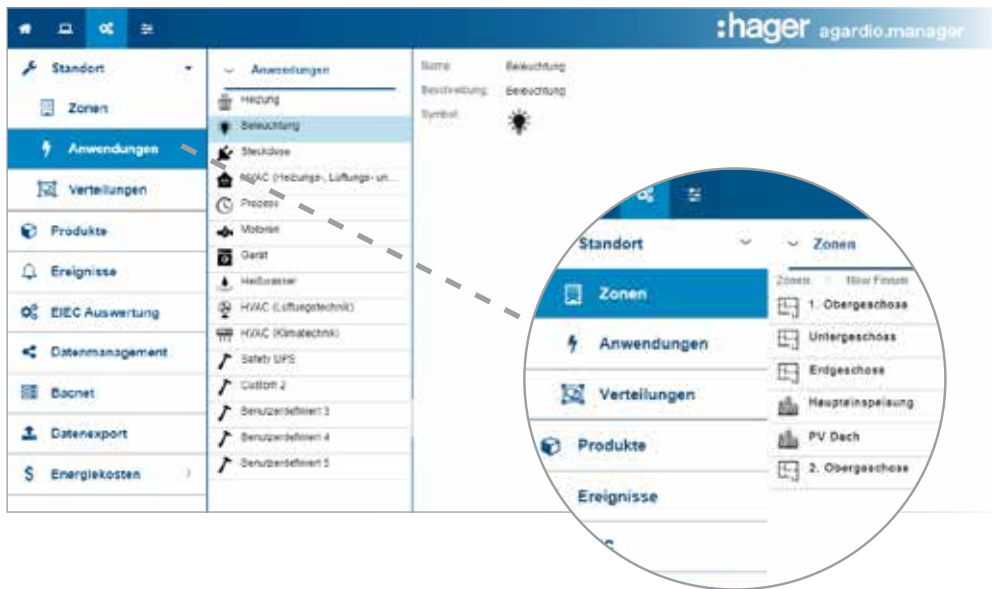 :hager agardio.manager
Standort
Zonen
Anwendungen
Verteilungen
Produkte
Ereignisse
EIEC Auswertung
Datenmanagement
Bacnet
Datenexport
Energiekosten
Anwendungen
Heizung
Beleuchtung
Steckdose
HVAC (Heizungs-, Lüftungs- un...
Prozess
Motoren
Gerät
Heißwasser
HVAC (Lüftungstechnik)
HVAC (Klimatechnik)
Safety UPS
Custom 2
Benutzerdefiniert 3
Benutzerdefiniert 4
Benutzerdefiniert 5
Name Beleuchtung
Beschreibung Beleuchtung
Symbol
Standort
Zonen
Anwendungen
Verteilungen
Produkte
Ereignisse
Zonen
Zonen
1. Obergeschoss
Untergeschoss
Erdgeschoss
Haupteinspeisung
PV Dach
2. Obergeschoss